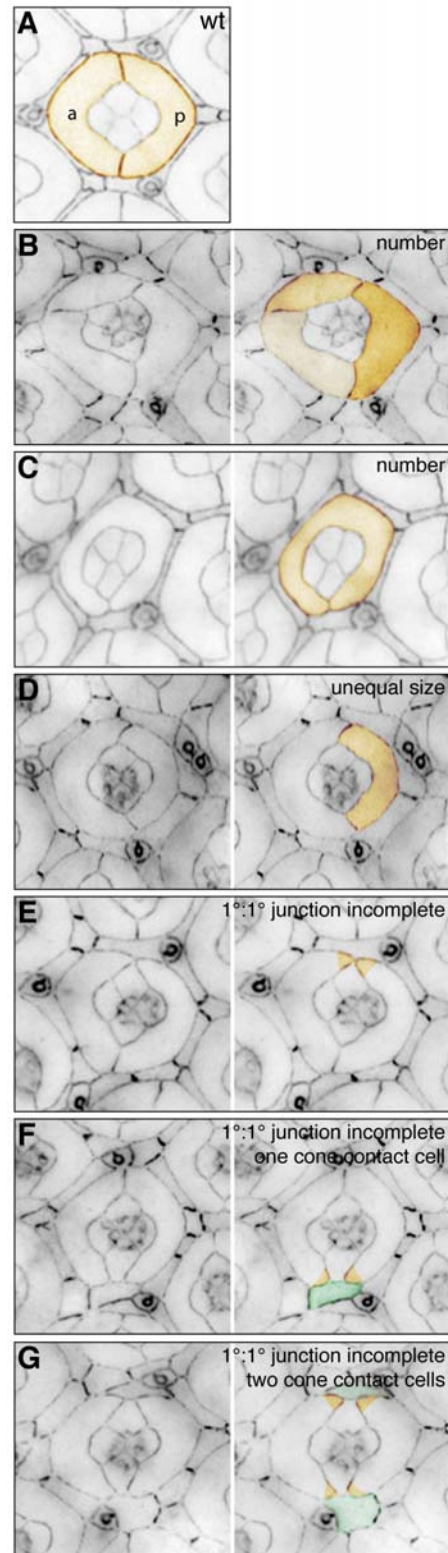 A
wt
a
p
B
number
C
number
D
unequal size
E
1°:1° junction incomplete
F
1°:1° junction incomplete
one cone contact cell
G
1°:1° junction incomplete
two cone contact cells